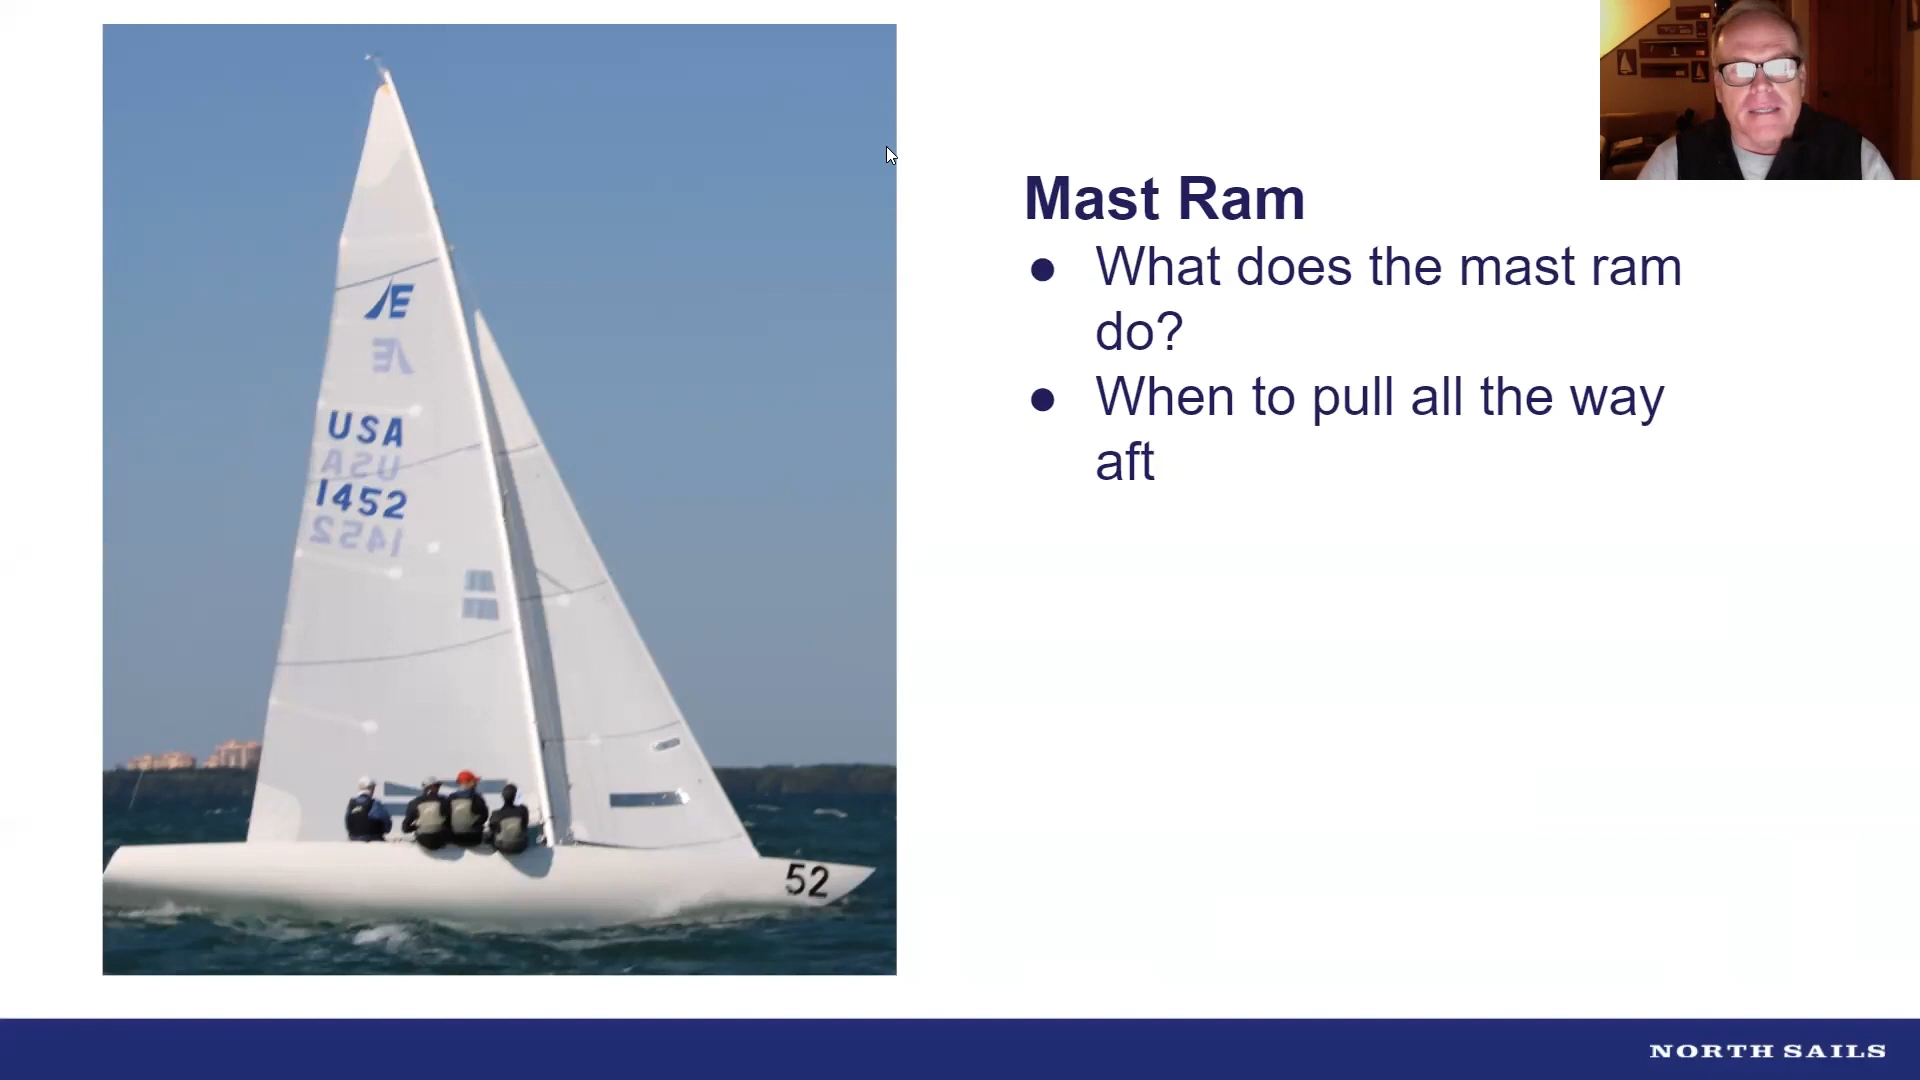 Mast Ram
● What does the mast ram
do?
● When to pull all the way
aft
E
USA
1452
52
NORTH SAILS